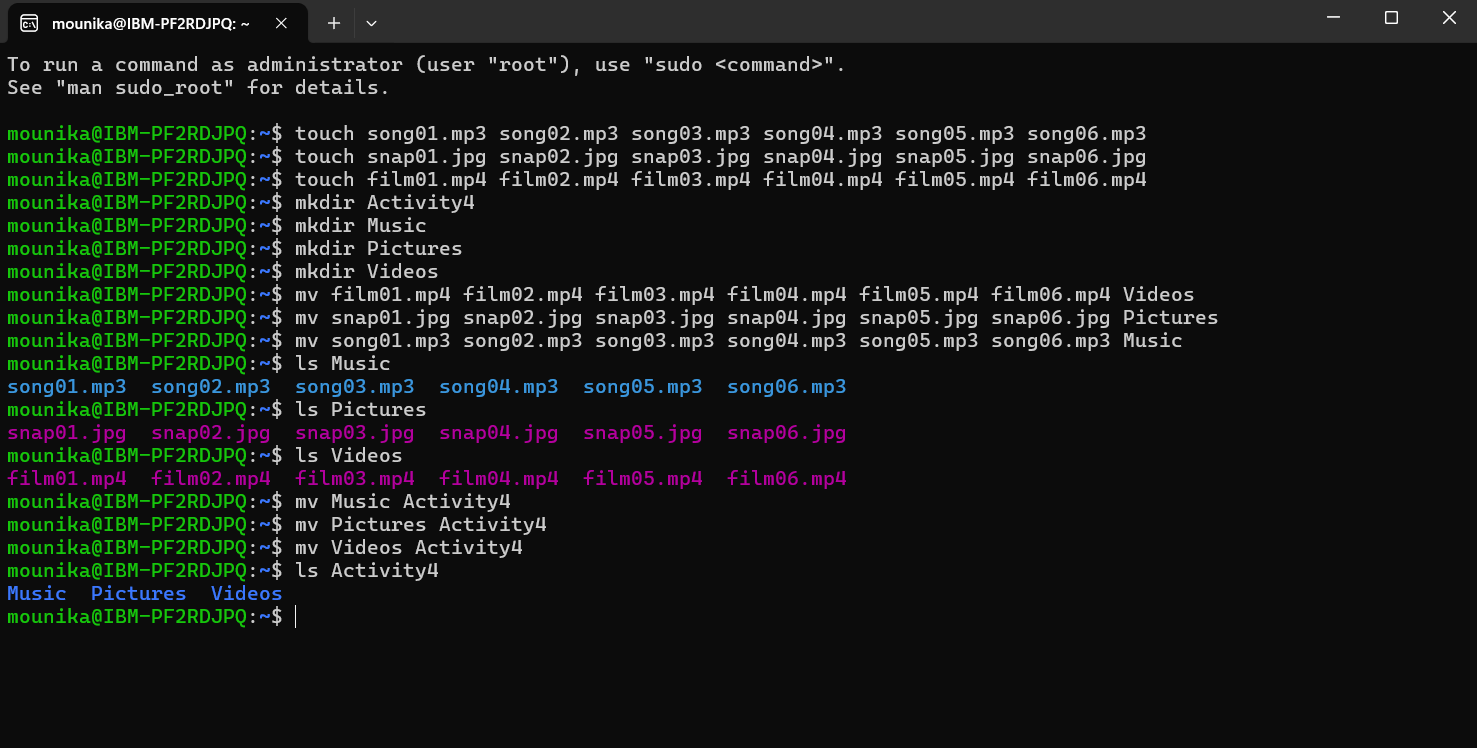 mounika@IBM-PF2RDJPQ: ~
To run a command as administrator (user "root"), use "sudo <command>".
See "man sudo_root" for details.
mounika@IBM-PF2RDJPQ:~$ touch song01.mp3 song02.mp3 song03.mp3 song04.mp3 song05.mp3 song06.mp3
mounika@IBM-PF2RDJPQ:~$ touch snap01.jpg snap02.jpg snap03.jpg snap04.jpg snap05.jpg snap06.jpg
mounika@IBM-PF2RDJPQ:~$ touch film01.mp4 film02.mp4 film03.mp4 film04.mp4 film05.mp4 film06.mp4
mounika@IBM-PF2RDJPQ:~$ mkdir Activity4
mounika@IBM-PF2RDJPQ:~$ mkdir Music
mounika@IBM-PF2RDJPQ:~$ mkdir Pictures
mounika@IBM-PF2RDJPQ:~$ mkdir Videos
mounika@IBM-PF2RDJPQ:~$ mv film01.mp4 film02.mp4 film03.mp4 film04.mp4 film05.mp4 film06.mp4 Videos
mounika@IBM-PF2RDJPQ:~$ mv snap01.jpg snap02.jpg snap03.jpg snap04.jpg snap05.jpg snap06.jpg Pictures
mounika@IBM-PF2RDJPQ:~$ mv song01.mp3 song02.mp3 song03.mp3 song04.mp3 song05.mp3 song06.mp3 Music
mounika@IBM-PF2RDJPQ:~$ ls Music
song01.mp3  song02.mp3  song03.mp3  song04.mp3  song05.mp3  song06.mp3
mounika@IBM-PF2RDJPQ:~$ ls Pictures
snap01.jpg  snap02.jpg  snap03.jpg  snap04.jpg  snap05.jpg  snap06.jpg
mounika@IBM-PF2RDJPQ:~$ ls Videos
film01.mp4  film02.mp4  film03.mp4  film04.mp4  film05.mp4  film06.mp4
mounika@IBM-PF2RDJPQ:~$ mv Music Activity4
mounika@IBM-PF2RDJPQ:~$ mv Pictures Activity4
mounika@IBM-PF2RDJPQ:~$ mv Videos Activity4
mounika@IBM-PF2RDJPQ:~$ ls Activity4
Music  Pictures  Videos
mounika@IBM-PF2RDJPQ:~$